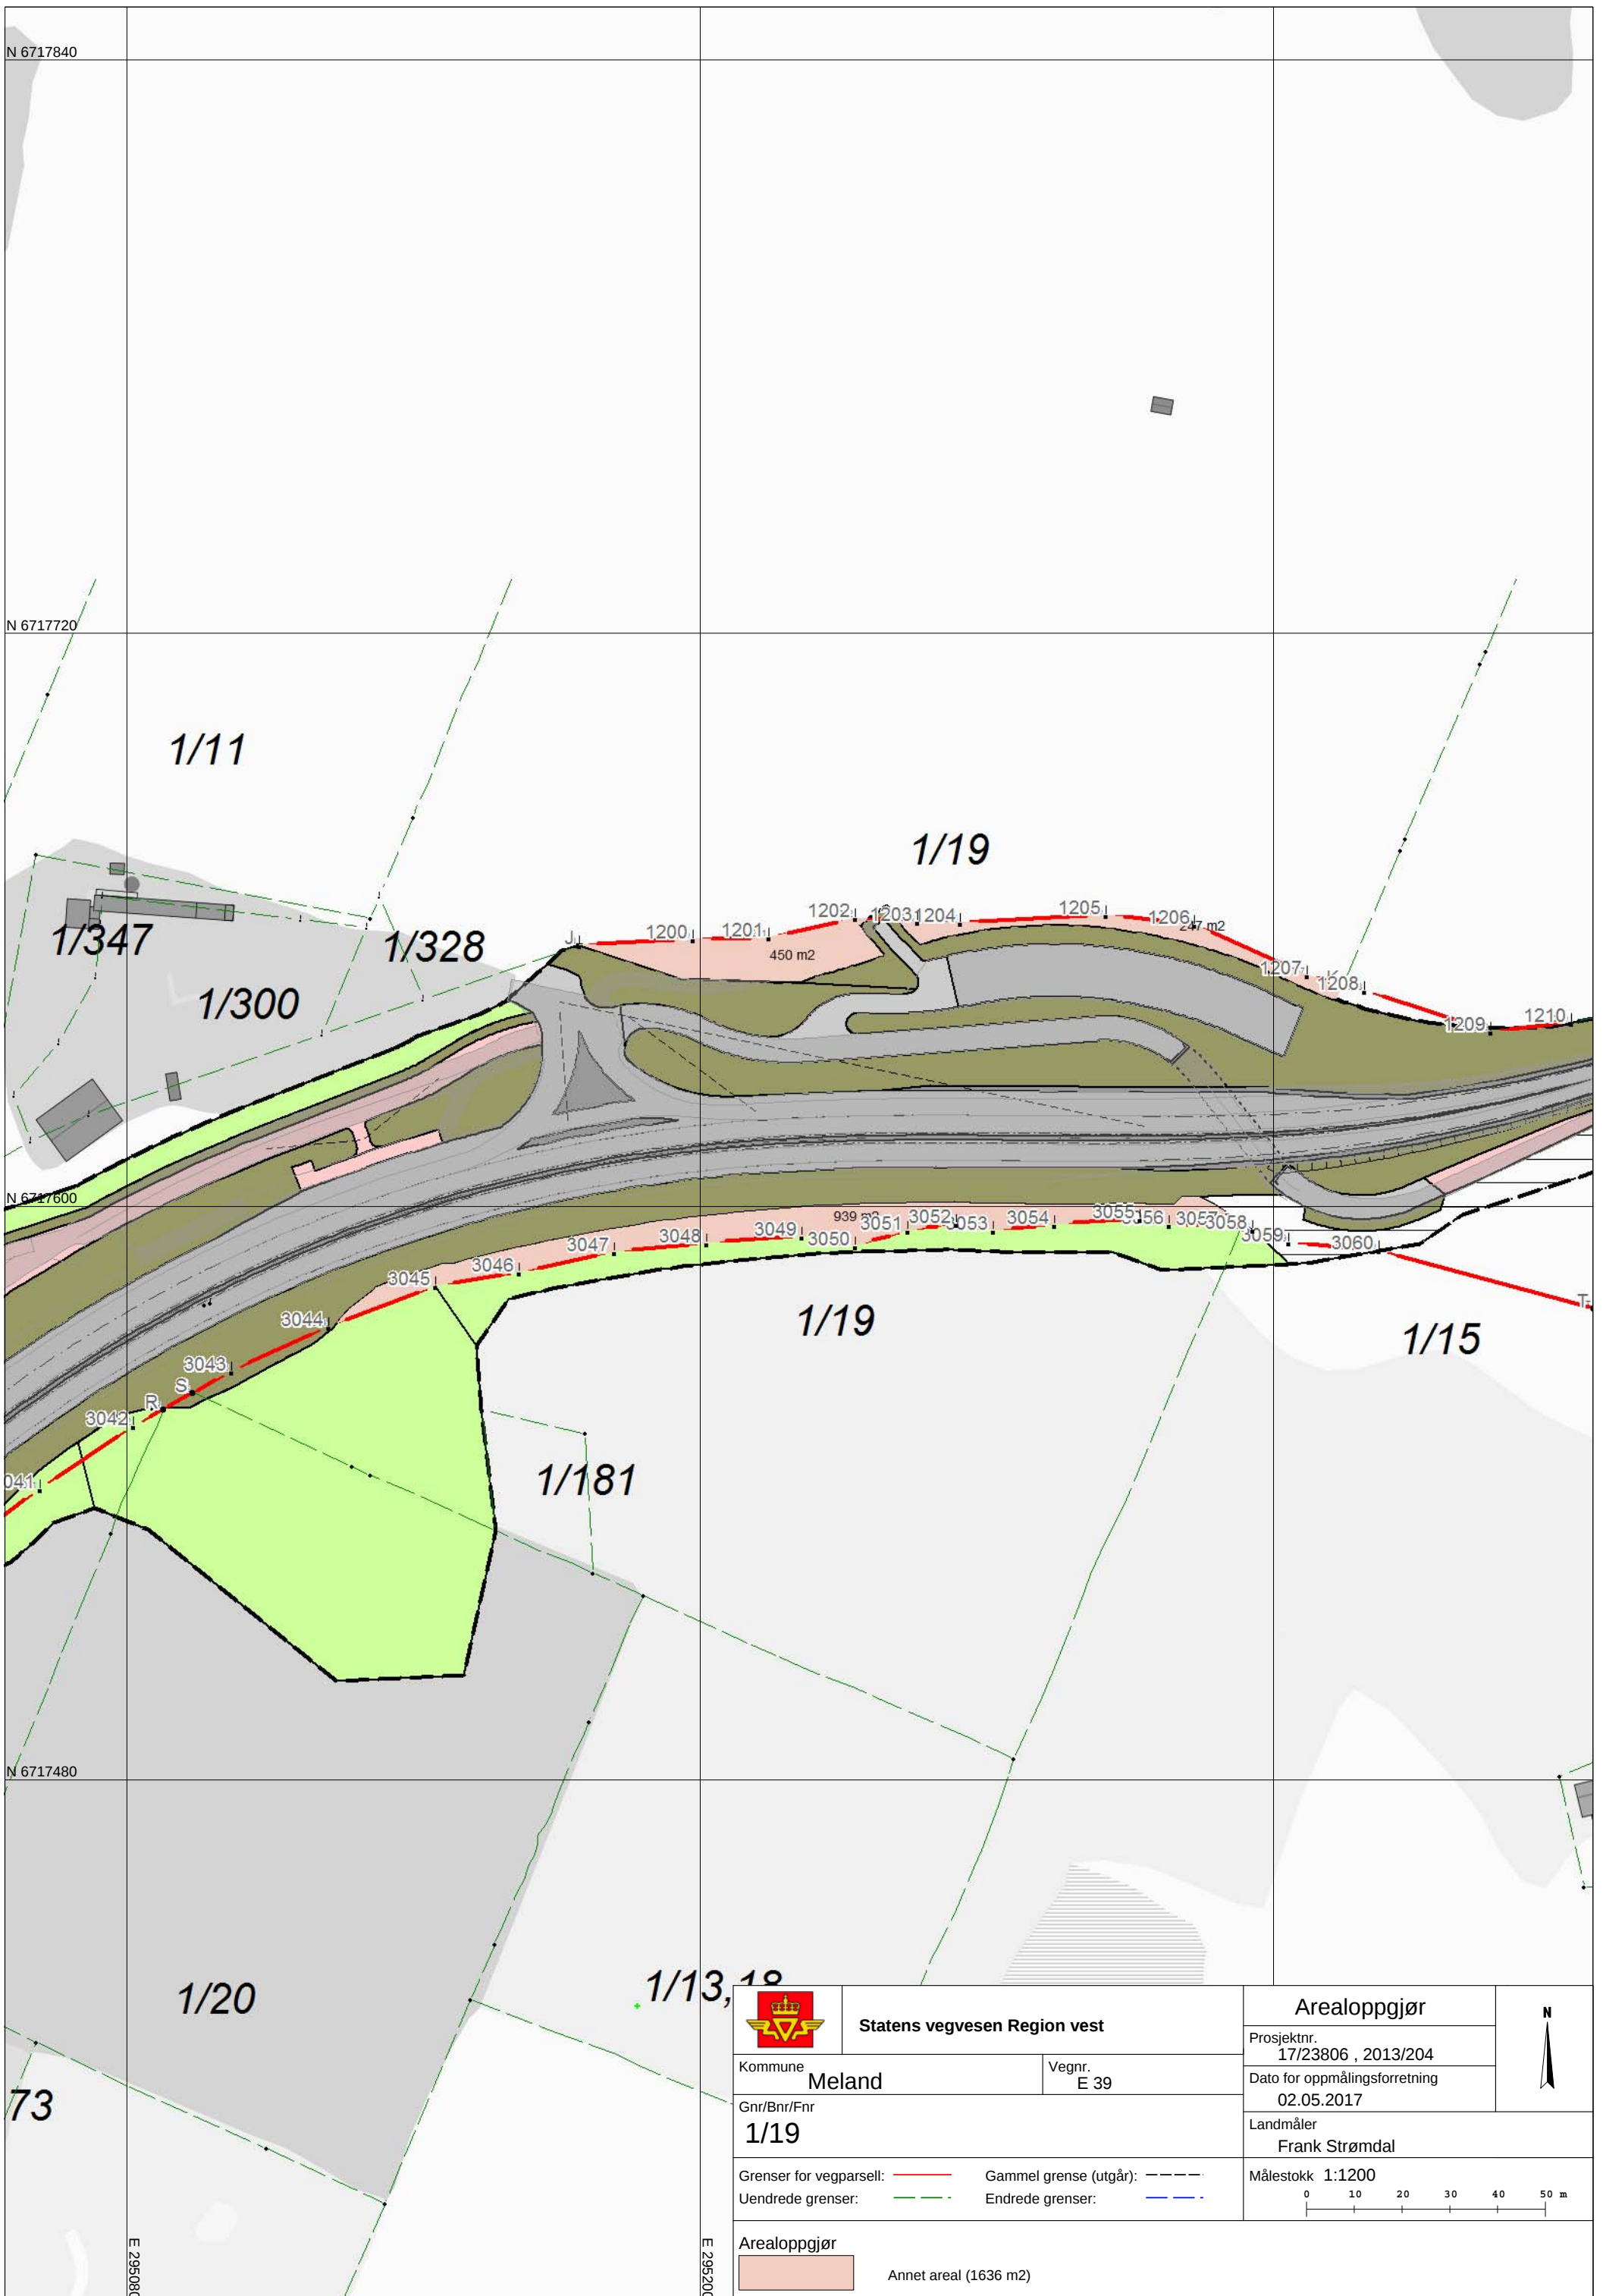 N 6717840
N 6717720
1/11
1/19
1/347
1/328
J
1200
1201
1202
1203
1204
1205
1206
247 m2
450 m2
1/300
1207
K
1208
1209
1210
N 6717600
939 m2
3051
3052
3053
3054
3055
3056
3057
3058
3059
3060
3050
3049
3048
3047
3046
3045
3044
3043
S
R
3042
041
T
1/19
1/15
1/181
N 6717480
1/20
1/13,18
73
E 295080
E 295200
Statens vegvesen Region vest
Arealoppgjør
N
Prosjektnr.
17/23806 , 2013/204
Kommune
Meland
Vegnr.
E 39
Dato for oppmålingsforretning
02.05.2017
Gnr/Bnr/Fnr
1/19
Landmåler
Frank Strømdal
Grenser for vegparsell:
Gammel grense (utgår):
Uendrede grenser:
Endrede grenser:
Målestokk 1:1200
0 10 20 30 40 50 m
Arealoppgjør
Annet areal (1636 m2)